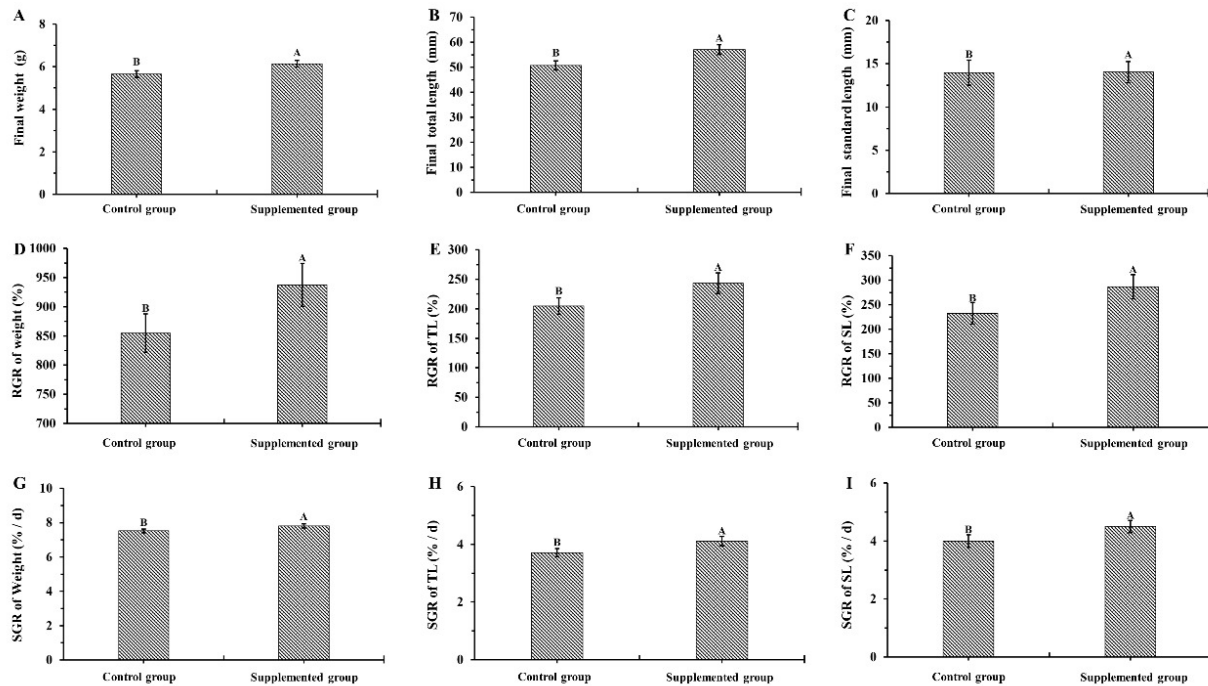 A
Final weight (g)
8
6
4
2
0
B
A
Control group
Supplemented group
B
Final total length (mm)
70
60
50
40
30
20
10
0
B
A
Control group
Supplemented group
C
Final standard length (mm)
20
15
10
5
0
B
A
Control group
Supplemented group
D
RGR of weight (%)
1000
950
900
850
800
750
700
B
A
Control group
Supplemented group
E
RGR of TL (%)
300
250
200
150
100
50
0
B
A
Control group
Supplemented group
F
RGR of SL (%)
350
300
250
200
150
100
50
0
B
A
Control group
Supplemented group
G
SGR of Weight (% / d)
10
8
6
4
2
0
B
A
Control group
Supplemented group
H
SGR of TL (% / d)
6
4
2
0
B
A
Control group
Supplemented group
I
SGR of SL (% / d)
6
4
2
0
B
A
Control group
Supplemented group